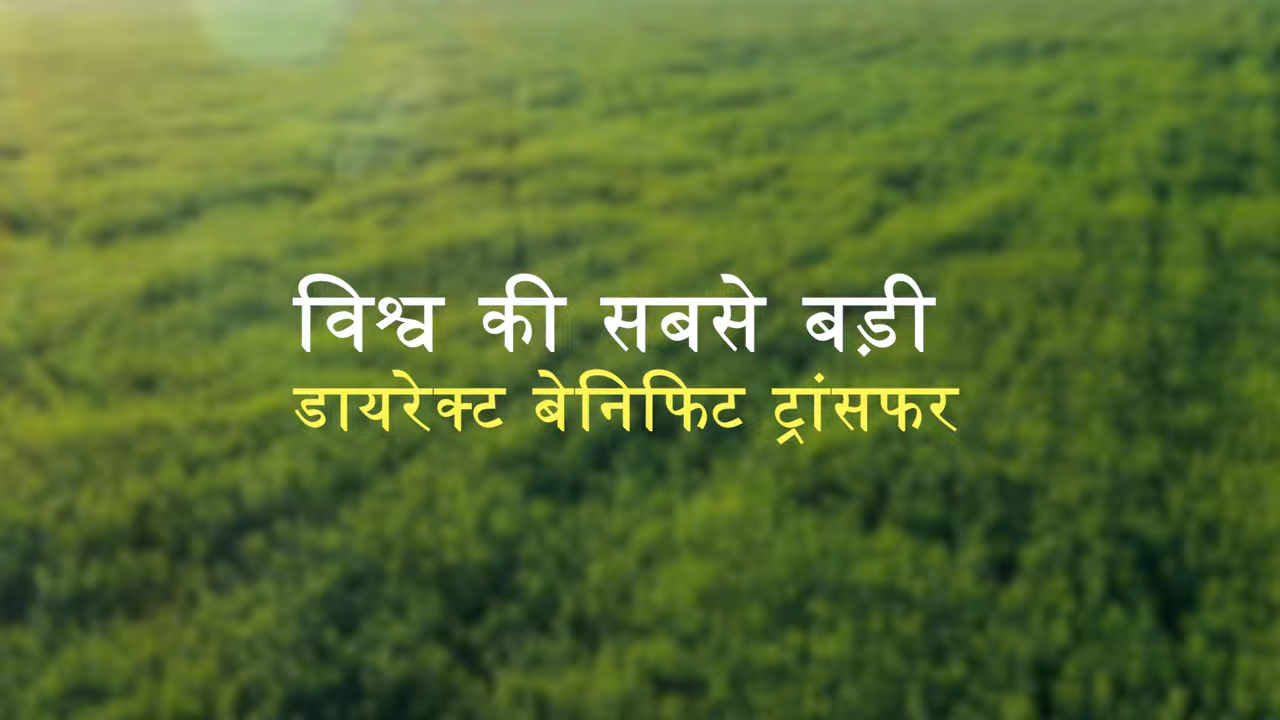 विश्व की सबसे बड़ी
डायरेक्ट बेनिफिट ट्रांसफर